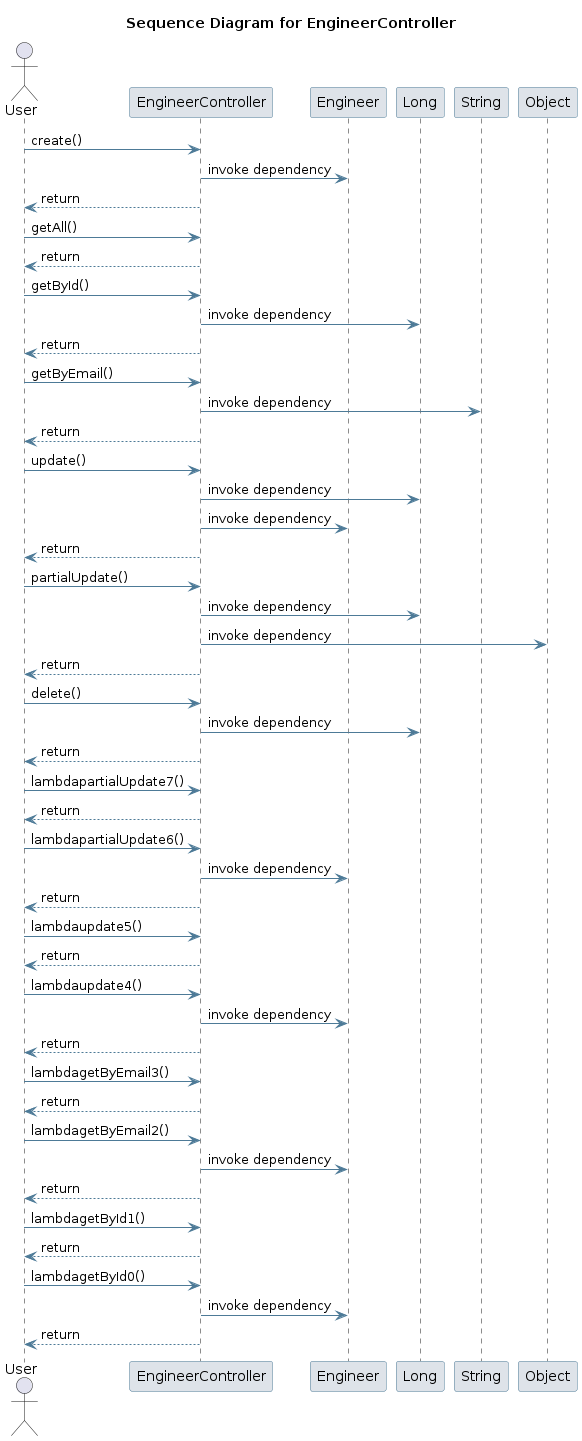 Sequence Diagram for EngineerController
User
EngineerController
Engineer
Long
String
Object
create()
invoke dependency
return
getAll()
return
getById()
invoke dependency
return
getByEmail()
invoke dependency
return
update()
invoke dependency
invoke dependency
return
partialUpdate()
invoke dependency
invoke dependency
return
delete()
invoke dependency
return
lambdapartialUpdate7()
return
lambdapartialUpdate6()
invoke dependency
return
lambdaupdate5()
return
lambdaupdate4()
invoke dependency
return
lambdagetByEmail3()
return
lambdagetByEmail2()
invoke dependency
return
lambdagetById1()
return
lambdagetById0()
invoke dependency
return
User
EngineerController
Engineer
Long
String
Object